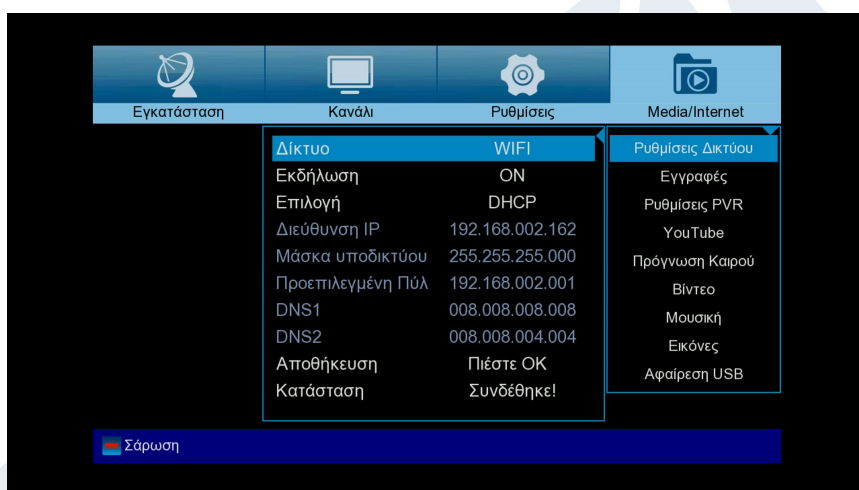 Εγκατάσταση Κανάλι Ρυθμίσεις Media/Internet
Δίκτυο WIFI
Εκδήλωση ON
Επιλογή DHCP
Διεύθυνση IP 192.168.002.162
Μάσκα υποδικτύου 255.255.255.000
Προεπιλεγμένη Πύλ 192.168.002.001
DNS1 008.008.008.008
DNS2 008.008.004.004
Αποθήκευση Πιέστε OK
Κατάσταση Συνδέθηκε!
Ρυθμίσεις Δικτύου
Εγγραφές
Ρυθμίσεις PVR
YouTube
Πρόγνωση Καιρού
Βίντεο
Μουσική
Εικόνες
Αφαίρεση USB
Σάρωση